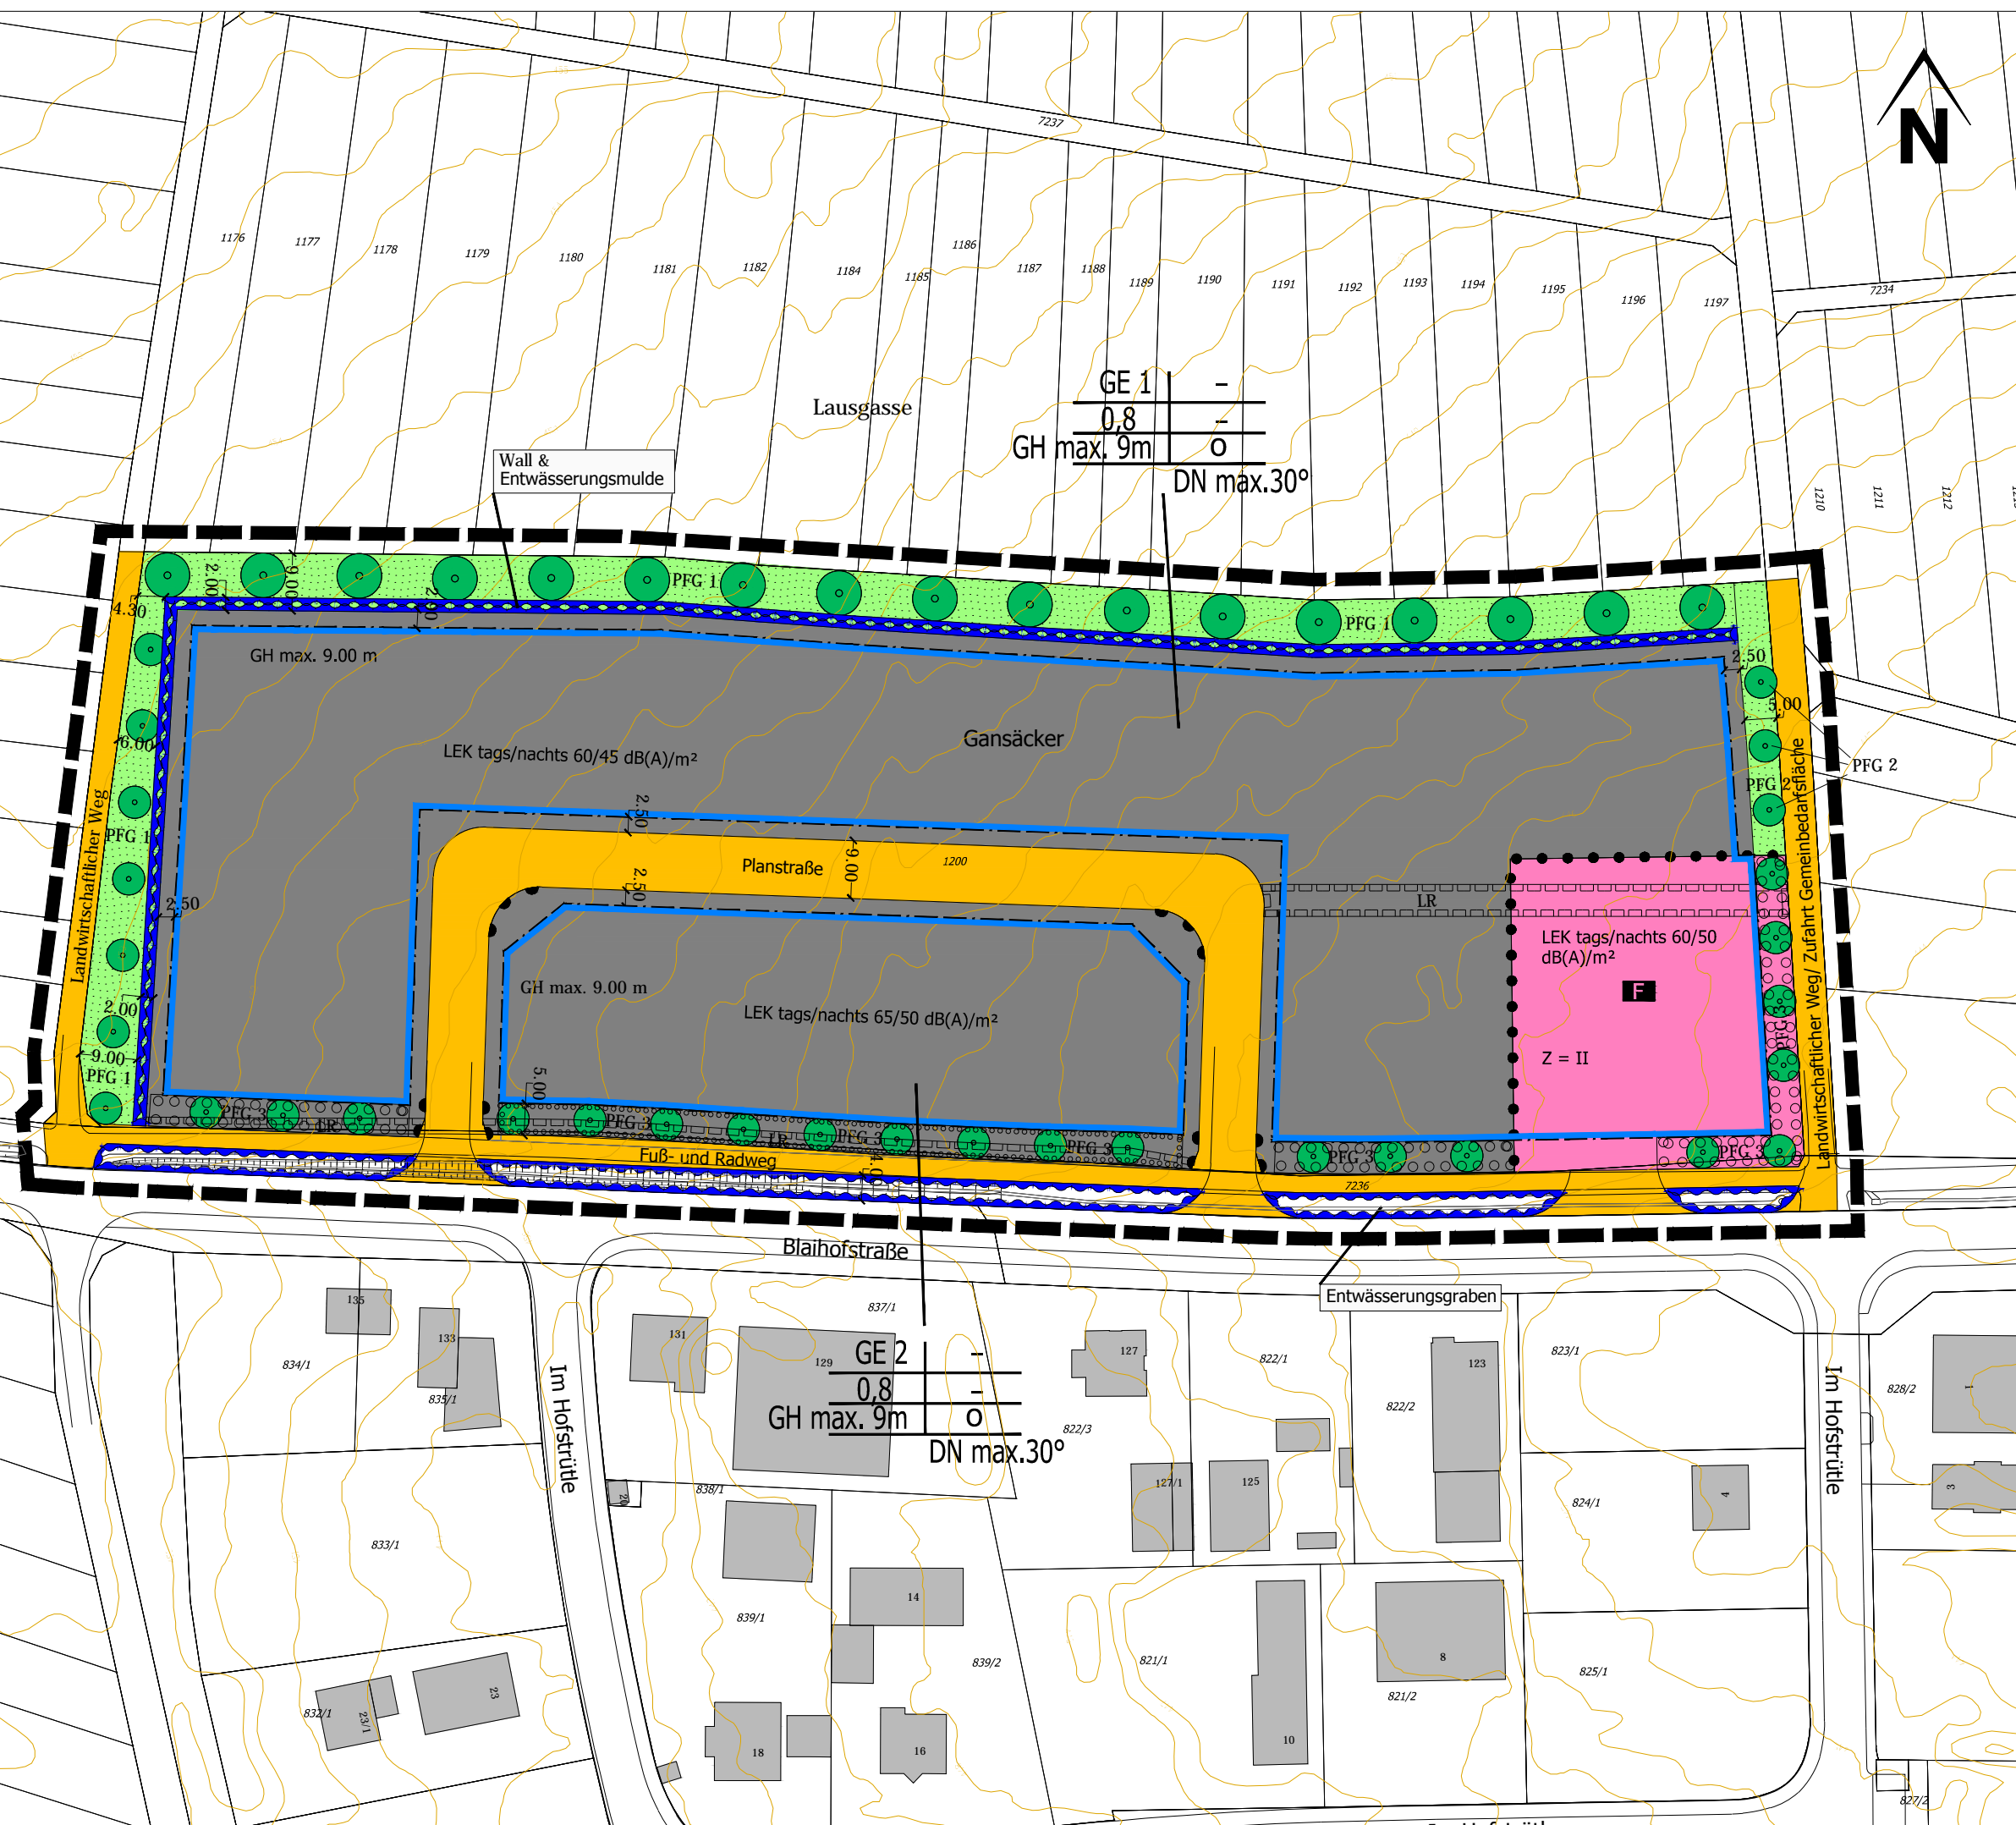 N
7237
1176
1177
1178
1179
1180
1181
1182
1184
1185
1186
1187
1188
1189
1190
1191
1192
1193
1194
1195
1196
1197
7234
1210
1211
1212
Lausgasse
GE 1 –
0,8 –
GH max. 9m o
DN max.30°
Wall &
Entwässerungsmulde
2.00
9.00
4.30
2.50
PFG 1
PFG 1
GH max. 9.00 m
LEK tags/nachts 60/45 dB(A)/m²
Gansäcker
2.50
5.00
PFG 2
PFG 2
6.00
PFG 1
Landwirtschaftlicher Weg
2.50
2.50
Planstraße
9.00
1200
2.50
LR
LEK tags/nachts 60/50
dB(A)/m²
F
Z = II
GH max. 9.00 m
LEK tags/nachts 65/50 dB(A)/m²
2.00
9.00
PFG 1
5.00
PFG 3
Landwirtschaftlicher Weg/ Zufahrt Gemeinbedarfsfläche
PFG 3
LR
PFG 3
LR
PFG 3
PFG 3
PFG 3
PFG 3
Fuß- und Radweg
7236
Blaihofstraße
Entwässerungsgraben
GE 2 –
0,8 –
GH max. 9m o
DN max.30°
135
133
834/1
835/1
Im Hofstrütle
131
129
837/1
127
822/1
822/3
822/2
123
823/1
Im Hofstrütle
828/2
1
3
20
838/1
127/1
125
824/1
4
833/1
839/1
14
839/2
821/1
8
821/2
825/1
832/1
23/1
23
18
16
10
827/2